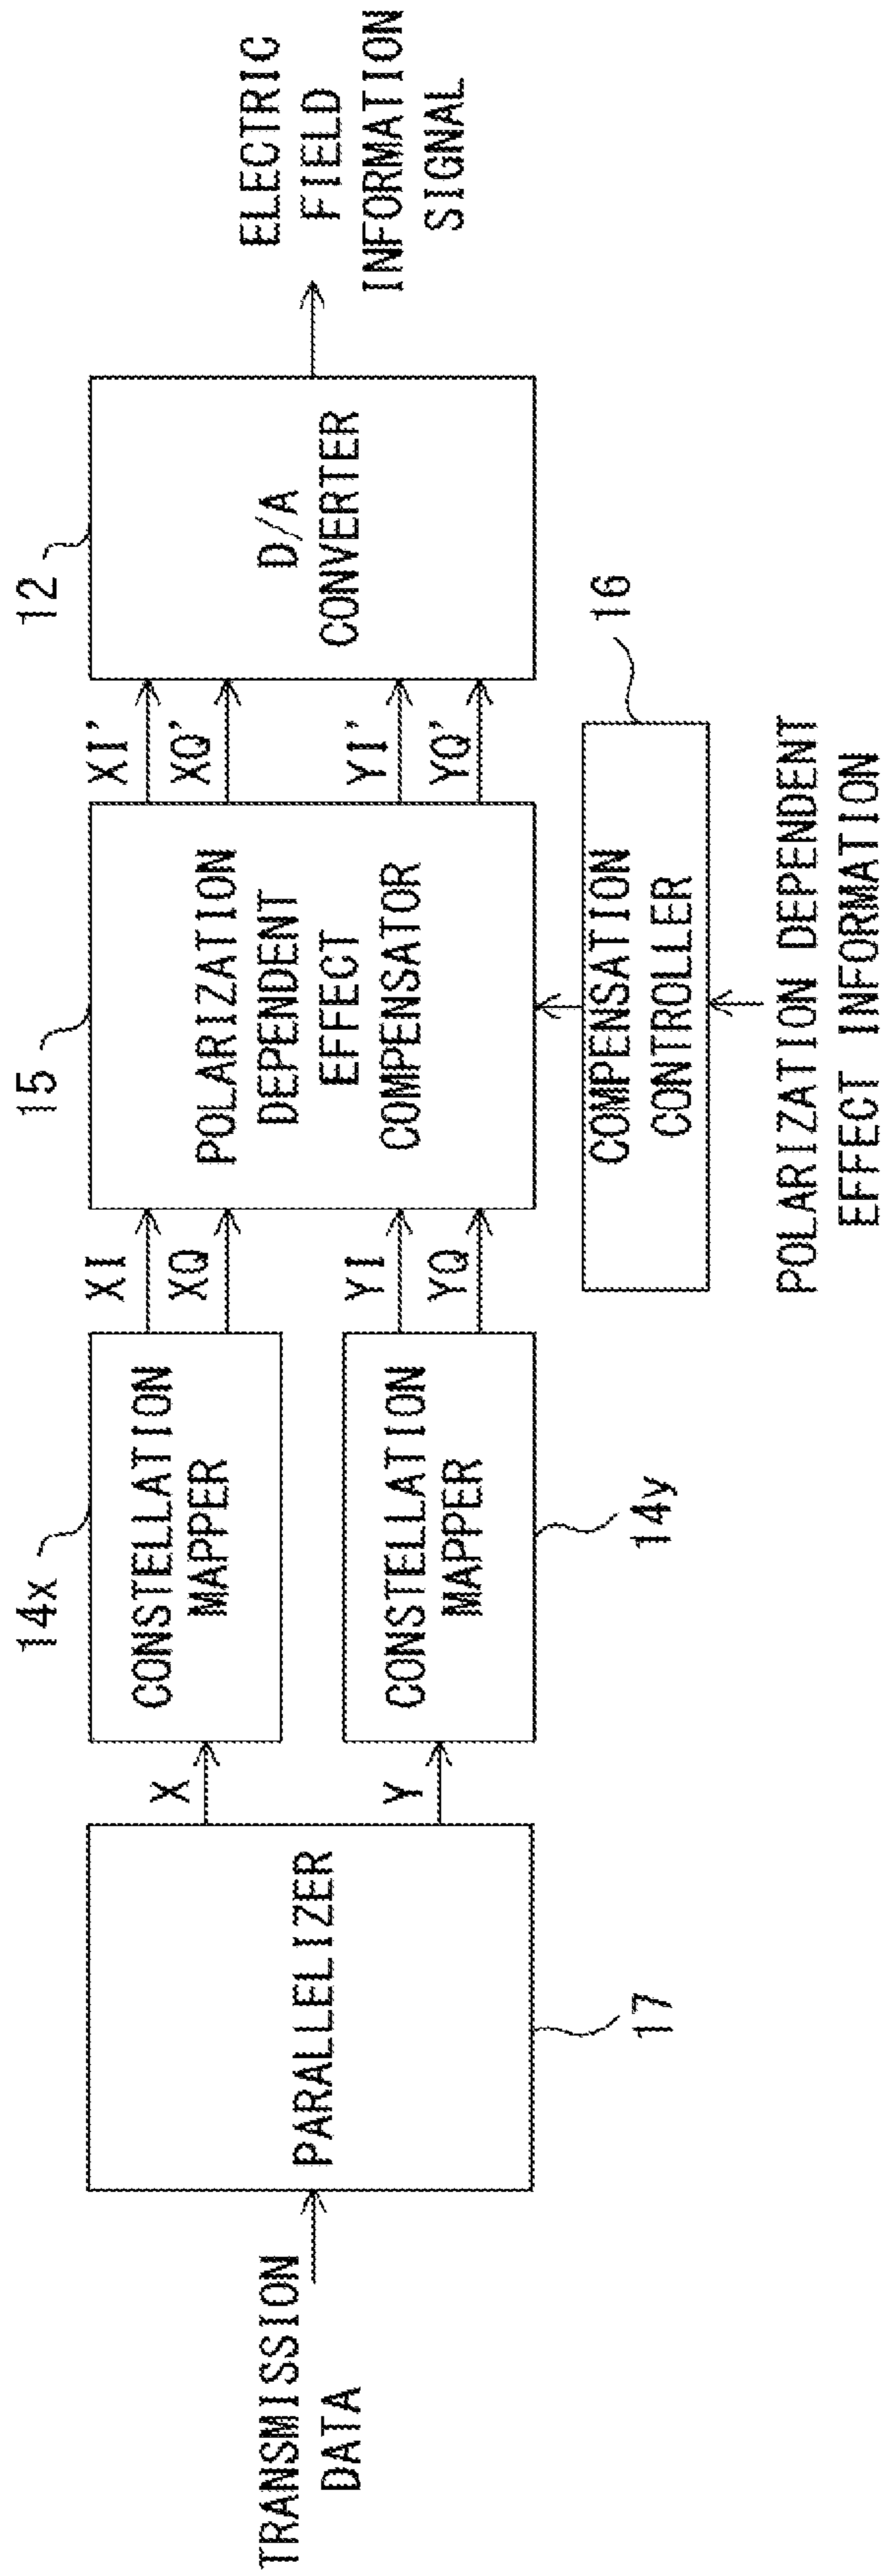 TRANSMISSION
DATA
PARALLELIZER
17
X
Y
14x
CONSTELLATION
MAPPER
CONSTELLATION
MAPPER
14y
XI
XQ
YI
YQ
15
POLARIZATION
DEPENDENT
EFFECT
COMPENSATOR
COMPENSATION
CONTROLLER
16
POLARIZATION DEPENDENT
EFFECT INFORMATION
XI'
XQ'
YI'
YQ'
12
D/A
CONVERTER
ELECTRIC
FIELD
INFORMATION
SIGNAL